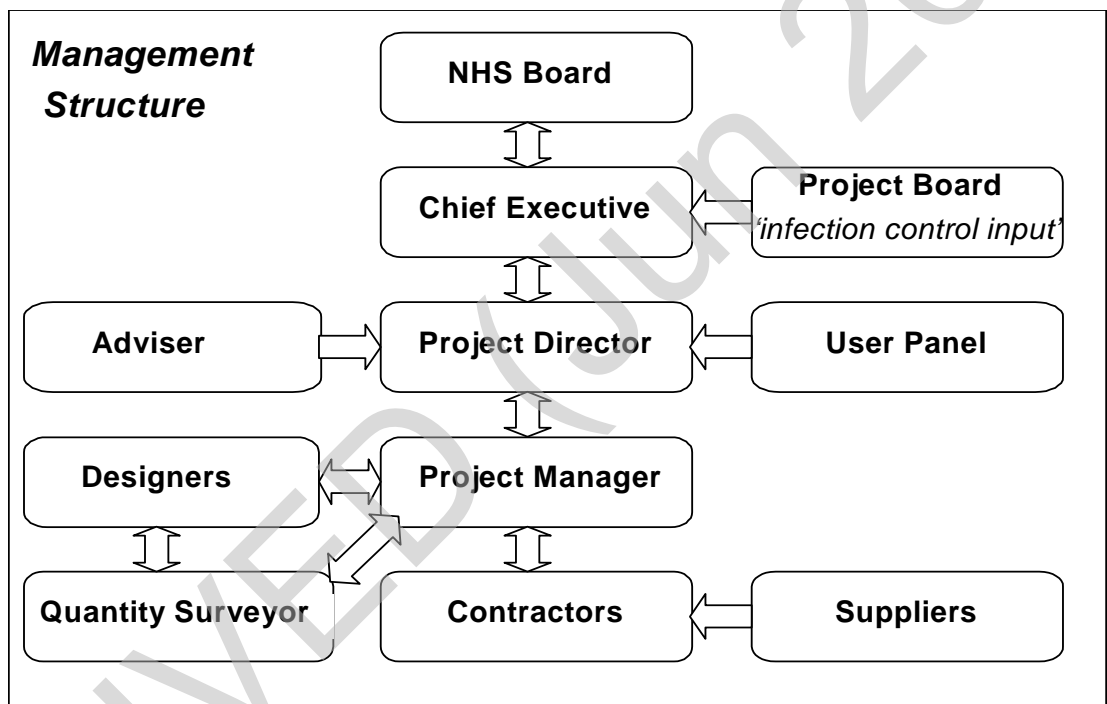 Management
Structure
NHS Board
Chief Executive
Project Board
'infection control input'
Adviser
Project Director
User Panel
Designers
Project Manager
Quantity Surveyor
Contractors
Suppliers